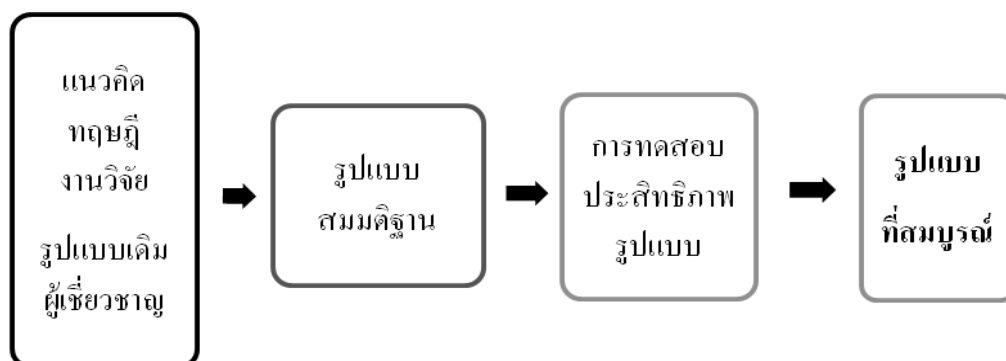 แนวคิด
ทฤษฎี
งานวิจัย
รูปแบบเดิม
ผู้เชี่ยวชาญ
รูปแบบ
สมมติฐาน
การทดสอบ
ประสิทธิภาพ
รูปแบบ
รูปแบบ
ที่สมบูรณ์